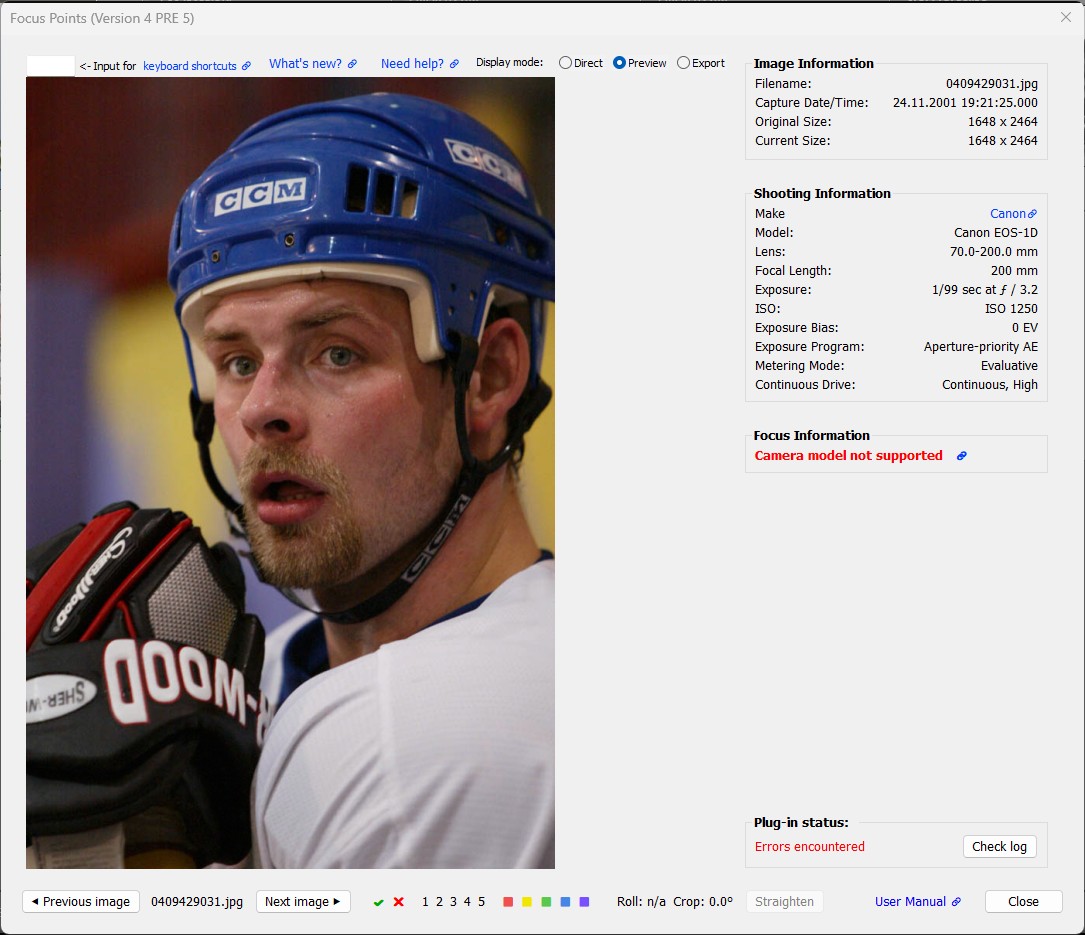 Focus Points (Version 4 PRE 5)
<- Input for keyboard shortcuts What's new? Need help? Display mode: Direct Preview Export
CCM
CCM
CCM
SHERWOOD
R-WOOD
SHER-WO
Image Information
Filename: 0409429031.jpg
Capture Date/Time: 24.11.2001 19:21:25.000
Original Size: 1648 x 2464
Current Size: 1648 x 2464
Shooting Information
Make Canon
Model: Canon EOS-1D
Lens: 70.0-200.0 mm
Focal Length: 200 mm
Exposure: 1/99 sec at ƒ / 3.2
ISO: ISO 1250
Exposure Bias: 0 EV
Exposure Program: Aperture-priority AE
Metering Mode: Evaluative
Continuous Drive: Continuous, High
Focus Information
Camera model not supported
Plug-in status:
Errors encountered Check log
Previous image 0409429031.jpg Next image 1 2 3 4 5 Roll: n/a Crop: 0.0° Straighten User Manual Close